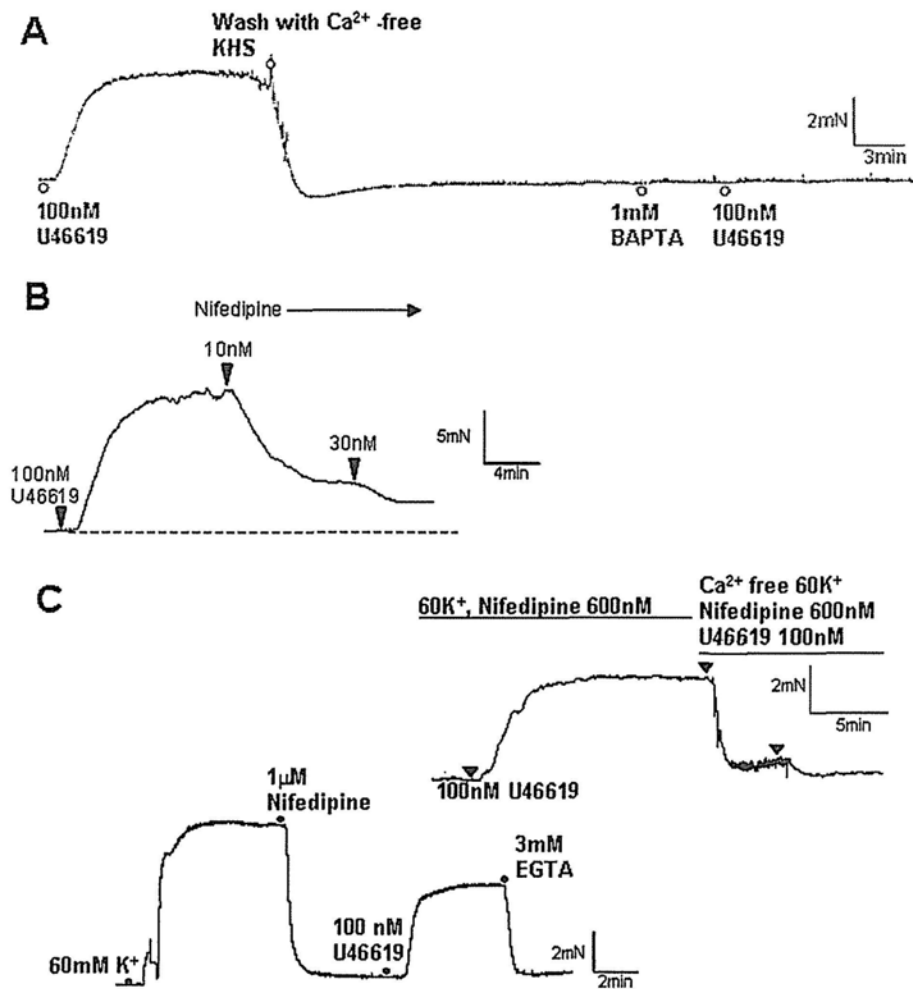 A
Wash with Ca²⁺ -free
KHS
2mN
3min
100nM
U46619
1mM
BAPTA
100nM
U46619
B
Nifedipine
10nM
30nM
5mN
4min
100nM
U46619
C
60K⁺, Nifedipine 600nM
Ca²⁺ free 60K⁺
Nifedipine 600nM
U46619 100nM
2mN
5min
100nM U46619
1µM
Nifedipine
3mM
EGTA
100 nM
U46619
60mM K⁺
2mN
2min